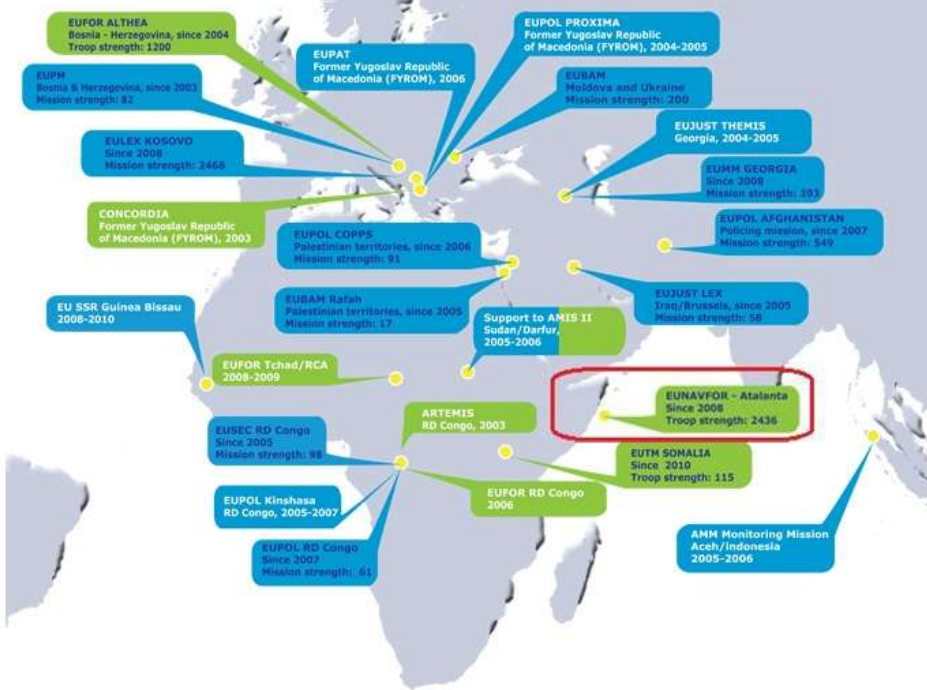 EUFOR ALTHEA
Bosnia - Herzegovina, since 2004
Troop strength: 1200
EUPAT
Former Yugoslav Republic
of Macedonia (FYROM),
2006
EUPOL PROXIMA
Former Yugoslav Republic
of Macedonia (FYROM), 2004-2005
EUPM
Bosnia & Herzegovina, since 2003
Mission strength: 82
EUBAM
Moldova and Ukraine
Mission strength: 200
EULEX KOSOVO
Since 2008
Mission strength: 2466
EUJUST THEMIS
Georgia, 2004-2005
EUMM GEORGIA
Since 2008
Mission strength: 393
CONCORDIA
Former Yugoslav Republic
of Macedonia (FYROM), 2003
EUPOL COPPS
Palestinian territories, since 2006
Mission strength: 91
EUPOL AFGHANISTAN
Policing mission, since 2007
Mission strength: 549
EU SSR Guinea Bissau
2008-2010
EUBAM Rafah
Palestinian territories, since 2005
Mission strength: 17
Support to AMIS II
Sudan/Darfur,
2005-2006
EUJUST LEX
Iraq/Brussels, since 2005
Mission strength: 58
EUFOR Tchad/RCA
2008-2009
EUNAVFOR - Atalanta
Since 2008
Troop strength: 2436
ARTEMIS
RD Congo, 2003
EUSEC RD Congo
Since 2005
Mission strength: 98
EUTM SOMALIA
Since 2010
Troop strength: 115
EUPOL Kinshasa
RD Congo, 2005-2007
EUFOR RD Congo
2006
EUPOL RD Congo
Since 2007
Mission strength: 61
AMM Monitoring Mission
Aceh/Indonesia
2005-2006